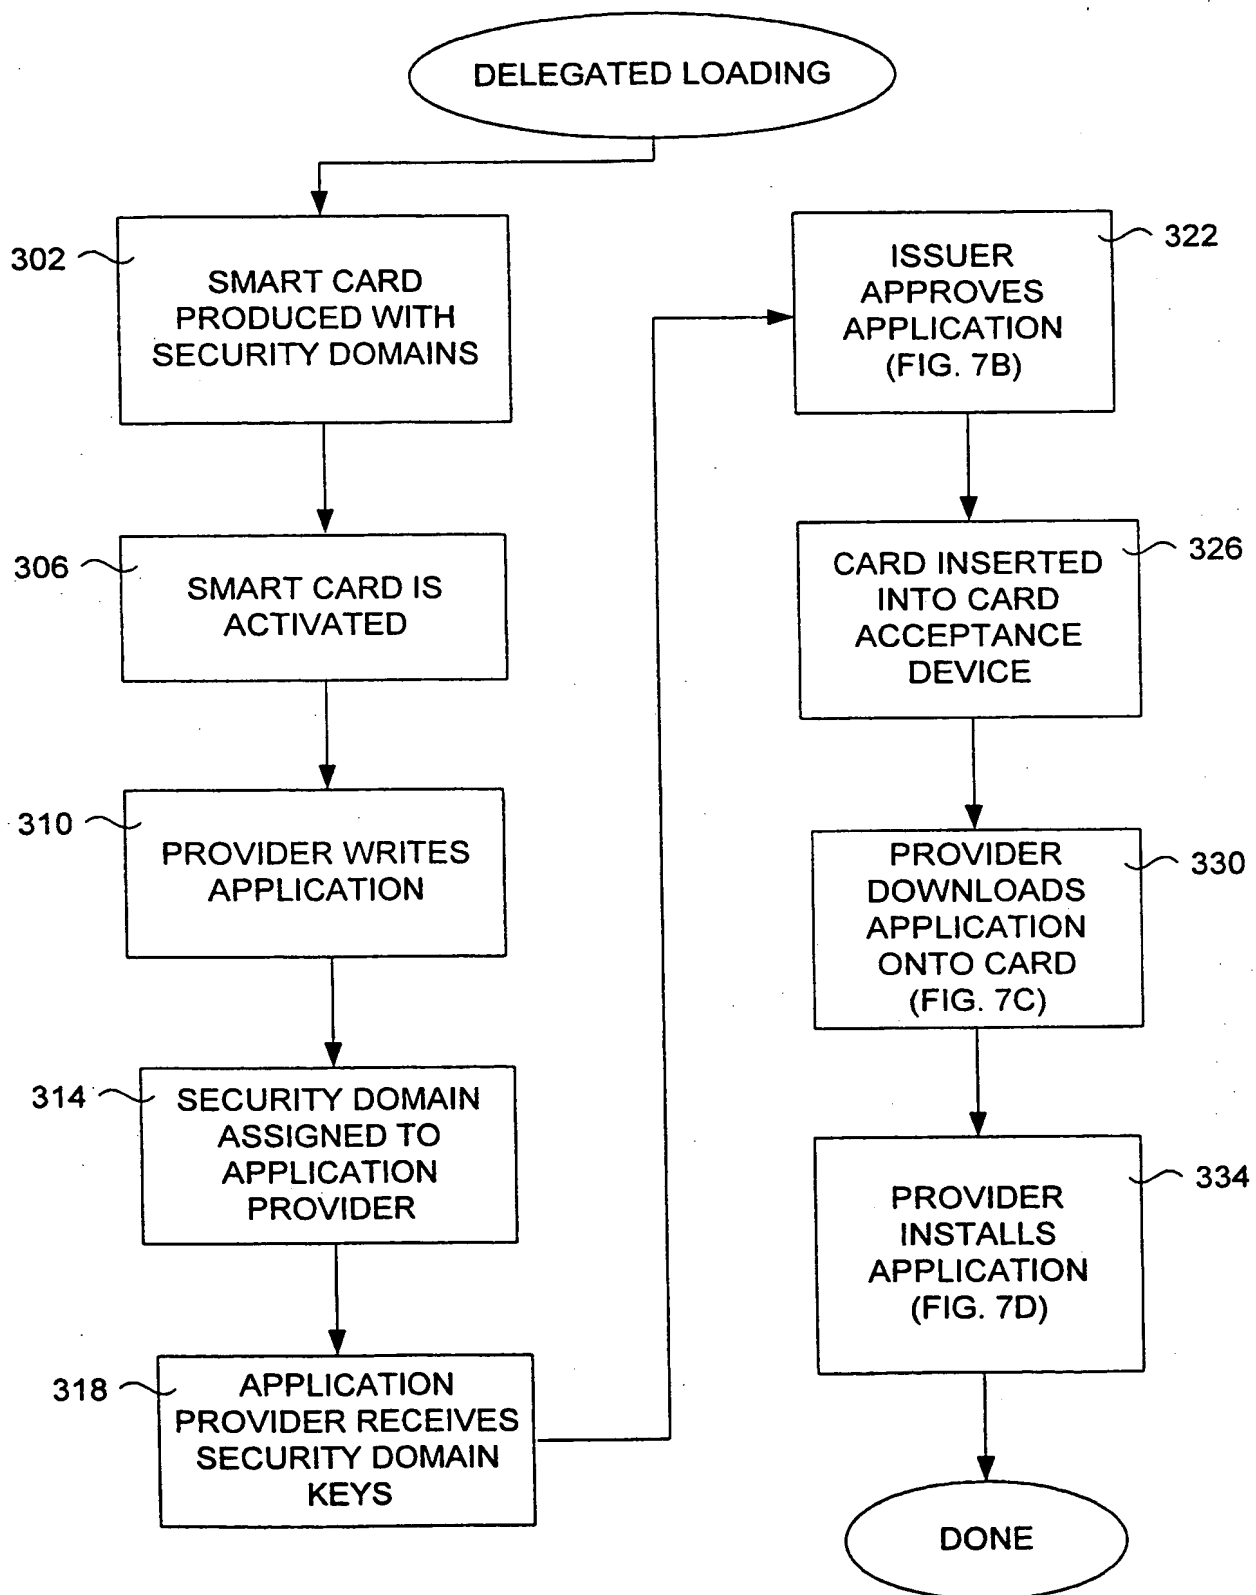 DELEGATED LOADING
302
SMART CARD
PRODUCED WITH
SECURITY DOMAINS
306
SMART CARD IS
ACTIVATED
310
PROVIDER WRITES
APPLICATION
314
SECURITY DOMAIN
ASSIGNED TO
APPLICATION
PROVIDER
318
APPLICATION
PROVIDER RECEIVES
SECURITY DOMAIN
KEYS
322
ISSUER
APPROVES
APPLICATION
(FIG. 7B)
326
CARD INSERTED
INTO CARD
ACCEPTANCE
DEVICE
330
PROVIDER
DOWNLOADS
APPLICATION
ONTO CARD
(FIG. 7C)
334
PROVIDER
INSTALLS
APPLICATION
(FIG. 7D)
DONE